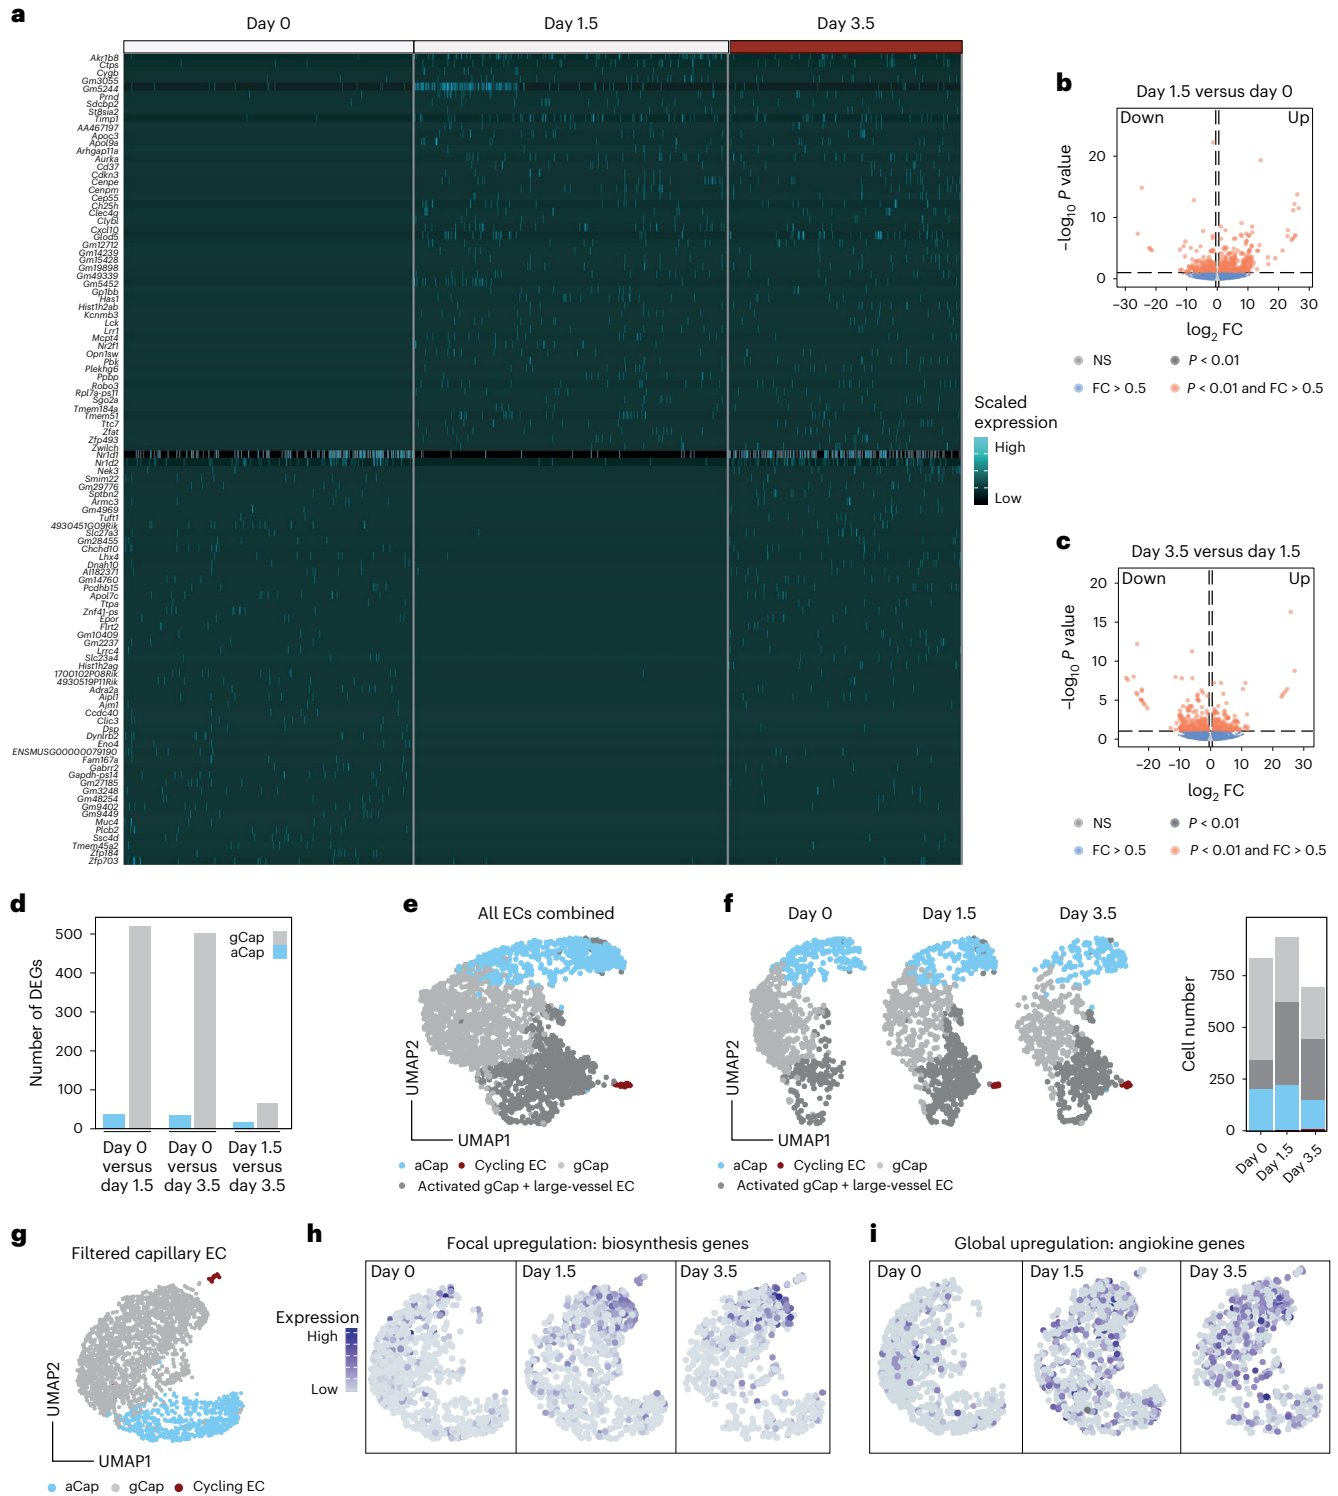 a
Day 0
Day 1.5
Day 3.5
Akr1b8
Ctps
Cygb
Gm3055
Gm5244
Prnd
Sdcbp2
St8sia2
Timp1
AA467197
Apoc3
Apol9a
Arhgap11a
Aurka
Cd37
Cdkn3
Cenpe
Cenpm
Cep55
Ch25h
Clec4g
Clybl
Cxcl10
Glod5
Gm12712
Gm14239
Gm15428
Gm19898
Gm49339
Gm5452
Gp1bb
Has1
Hist1h2ab
Kcnmb3
Lck
Lrr1
Mcpt4
Nr2f1
Opn1sw
Pbk
Plekhg6
Ppbp
Robo3
Rpl7a-ps11
Sgo2a
Tmem184a
Tmem51
Ttc7
Zfat
Zfp493
Zwilch
Nr1d1
Nr1d2
Nek3
Smim22
Gm29776
Sptbn2
Armc3
Gm4969
Tuft1
4930451G09Rik
Slc27a3
Gm28455
Chchd10
Lhx4
Dnah10
AI182371
Gm14760
Pcdhb15
Apol7c
Ttpa
Znf41-ps
Epor
Flrt2
Gm10409
Gm2237
Lrrc4
Slc23a4
Hist1h2ag
1700102P08Rik
4930519P11Rik
Adra2a
Aipl1
Ajm1
Ccdc40
Clic3
Dsp
Dynlrb2
Eno4
ENSMUSG00000079190
Fam167a
Gabrr2
Gapdh-ps14
Gm27185
Gm3248
Gm48254
Gm9402
Gm9449
Muc4
Plcb2
Ssc4d
Tmem45a2
Zfp184
Zfp703
Scaled
expression
High
Low
b
Day 1.5 versus day 0
Down
Up
−log10 P value
20
10
0
−30 −20 −10 0 10 20 30
log2 FC
NS
P < 0.01
FC > 0.5
P < 0.01 and FC > 0.5
c
Day 3.5 versus day 1.5
Down
Up
−log10 P value
20
15
10
5
0
−20 −10 0 10 20 30
log2 FC
NS
P < 0.01
FC > 0.5
P < 0.01 and FC > 0.5
d
Number of DEGs
500
400
300
200
100
0
gCap
aCap
Day 0 versus day 1.5
Day 0 versus day 3.5
Day 1.5 versus day 3.5
e
All ECs combined
UMAP2
UMAP1
aCap
Cycling EC
gCap
Activated gCap + large-vessel EC
f
Day 0
Day 1.5
Day 3.5
UMAP2
UMAP1
aCap
Cycling EC
gCap
Activated gCap + large-vessel EC
Cell number
750
500
250
0
Day 0
Day 1.5
Day 3.5
g
Filtered capillary EC
UMAP2
UMAP1
aCap
gCap
Cycling EC
h
Focal upregulation: biosynthesis genes
Day 0
Day 1.5
Day 3.5
Expression
High
Low
i
Global upregulation: angiokine genes
Day 0
Day 1.5
Day 3.5